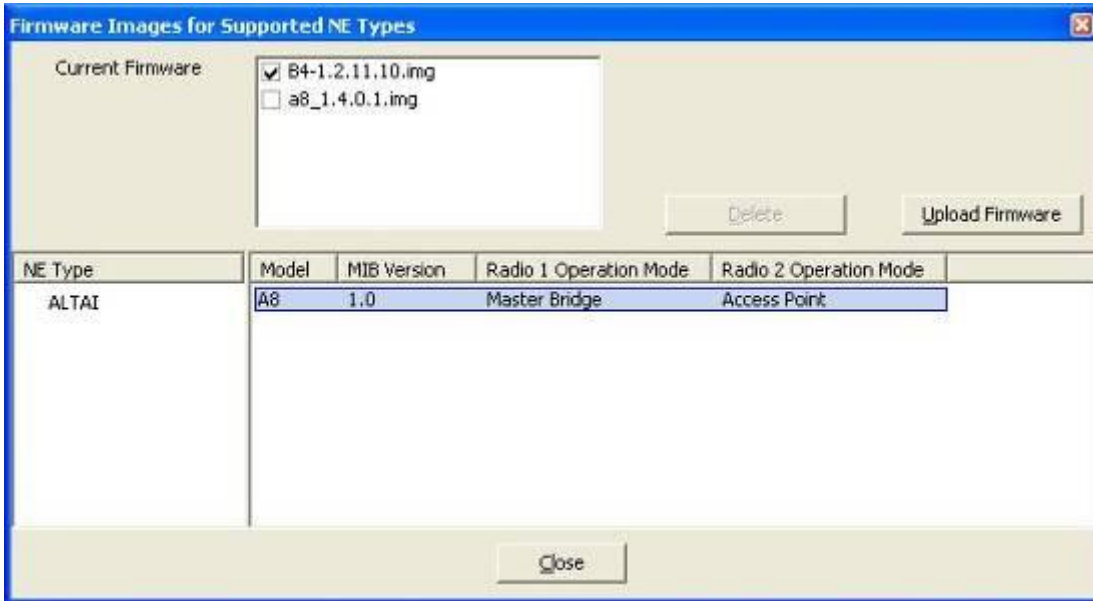 Firmware Images for Supported NE Types
Current Firmware
B4-1.2.11.10.img
a8_1.4.0.1.img
Delete
Upload Firmware
NE Type
Model
MIB Version
Radio 1 Operation Mode
Radio 2 Operation Mode
ALTAI
A8
1.0
Master Bridge
Access Point
Close